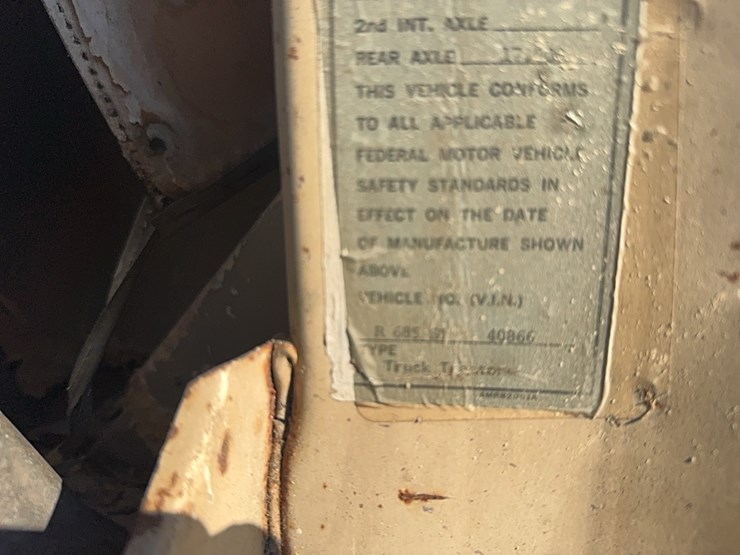 2nd INT. AXLE
REAR AXLE
THIS VEHICLE CONFORMS
TO ALL APPLICABLE
FEDERAL MOTOR VEHICLE
SAFETY STANDARDS IN
EFFECT ON THE DATE
OF MANUFACTURE SHOWN
ABOVE
VEHICLE NO. (V.I.N.)
R 685 40866
TYPE
Truck Tractor